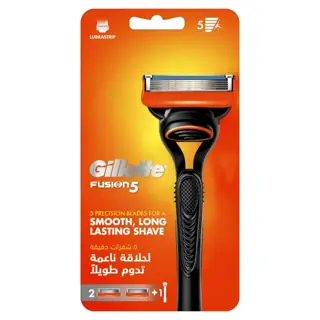 LUBRASTRIP
5
Gillette
FUSION5
5 PRECISION BLADES FOR A
SMOOTH, LONG
LASTING SHAVE
٥ شفرات دقيقة
لحلاقة ناعمة
تدوم طويلاً
2 +1